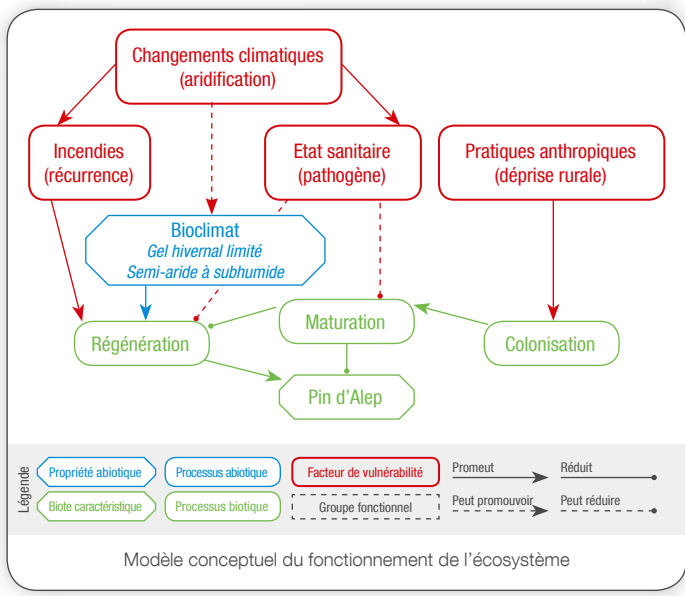 Changements climatiques
(aridification)
Incendies
(récurrence)
Etat sanitaire
(pathogène)
Pratiques anthropiques
(déprise rurale)
Bioclimat
Gel hivernal limité
Semi-aride à subhumide
Régénération
Maturation
Colonisation
Pin d'Alep
Légende
Propriété abiotique
Processus abiotique
Facteur de vulnérabilité
Promeut
Réduit
Biote caractéristique
Processus biotique
Groupe fonctionnel
Peut promouvoir
Peut réduire
Modèle conceptuel du fonctionnement de l'écosystème